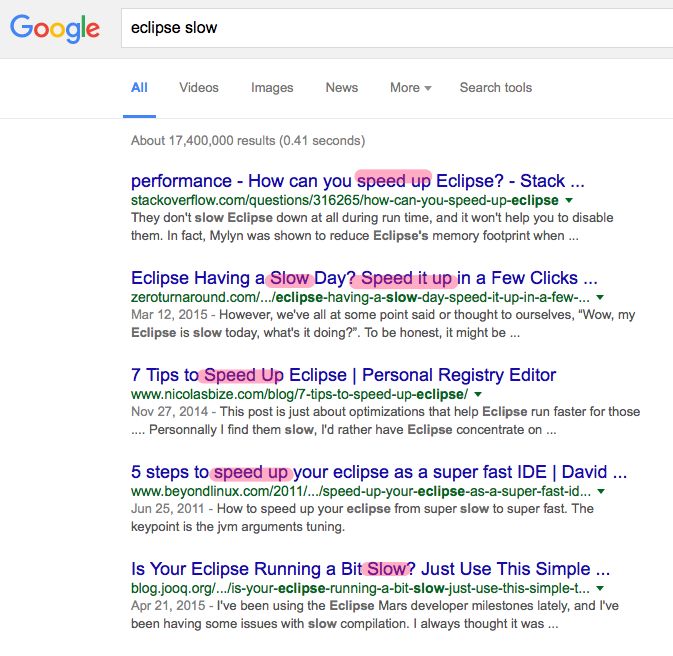 Google
eclipse slow
All Videos Images News More Search tools
About 17,400,000 results (0.41 seconds)
performance - How can you speed up Eclipse? - Stack ...
stackoverflow.com/questions/316265/how-can-you-speed-up-eclipse
They don't slow Eclipse down at all during run time, and it won't help you to disable
them. In fact, Mylyn was shown to reduce Eclipse's memory footprint when ...
Eclipse Having a Slow Day? Speed it up in a Few Clicks ...
zeroturnaround.com/.../eclipse-having-a-slow-day-speed-it-up-in-a-few-...
Mar 12, 2015 - However, we've all at some point said or thought to ourselves, “Wow, my
Eclipse is slow today, what's it doing?”. To be honest, it might be ...
7 Tips to Speed Up Eclipse | Personal Registry Editor
www.nicolasbize.com/blog/7-tips-to-speed-up-eclipse/
Nov 27, 2014 - This post is just about optimizations that help Eclipse run faster for those
.... Personnally I find them slow, I'd rather have Eclipse concentrate on ...
5 steps to speed up your eclipse as a super fast IDE | David ...
www.beyondlinux.com/2011/.../speed-up-your-eclipse-as-a-super-fast-id...
Jun 25, 2011 - How to speed up your eclipse from super slow to super fast. The
keypoint is the jvm arguments tuning.
Is Your Eclipse Running a Bit Slow? Just Use This Simple ...
blog.jooq.org/.../is-your-eclipse-running-a-bit-slow-just-use-this-simple-t...
Apr 21, 2015 - I've been using the Eclipse Mars developer milestones lately, and I've
been having some issues with slow compilation. I always thought it was ...